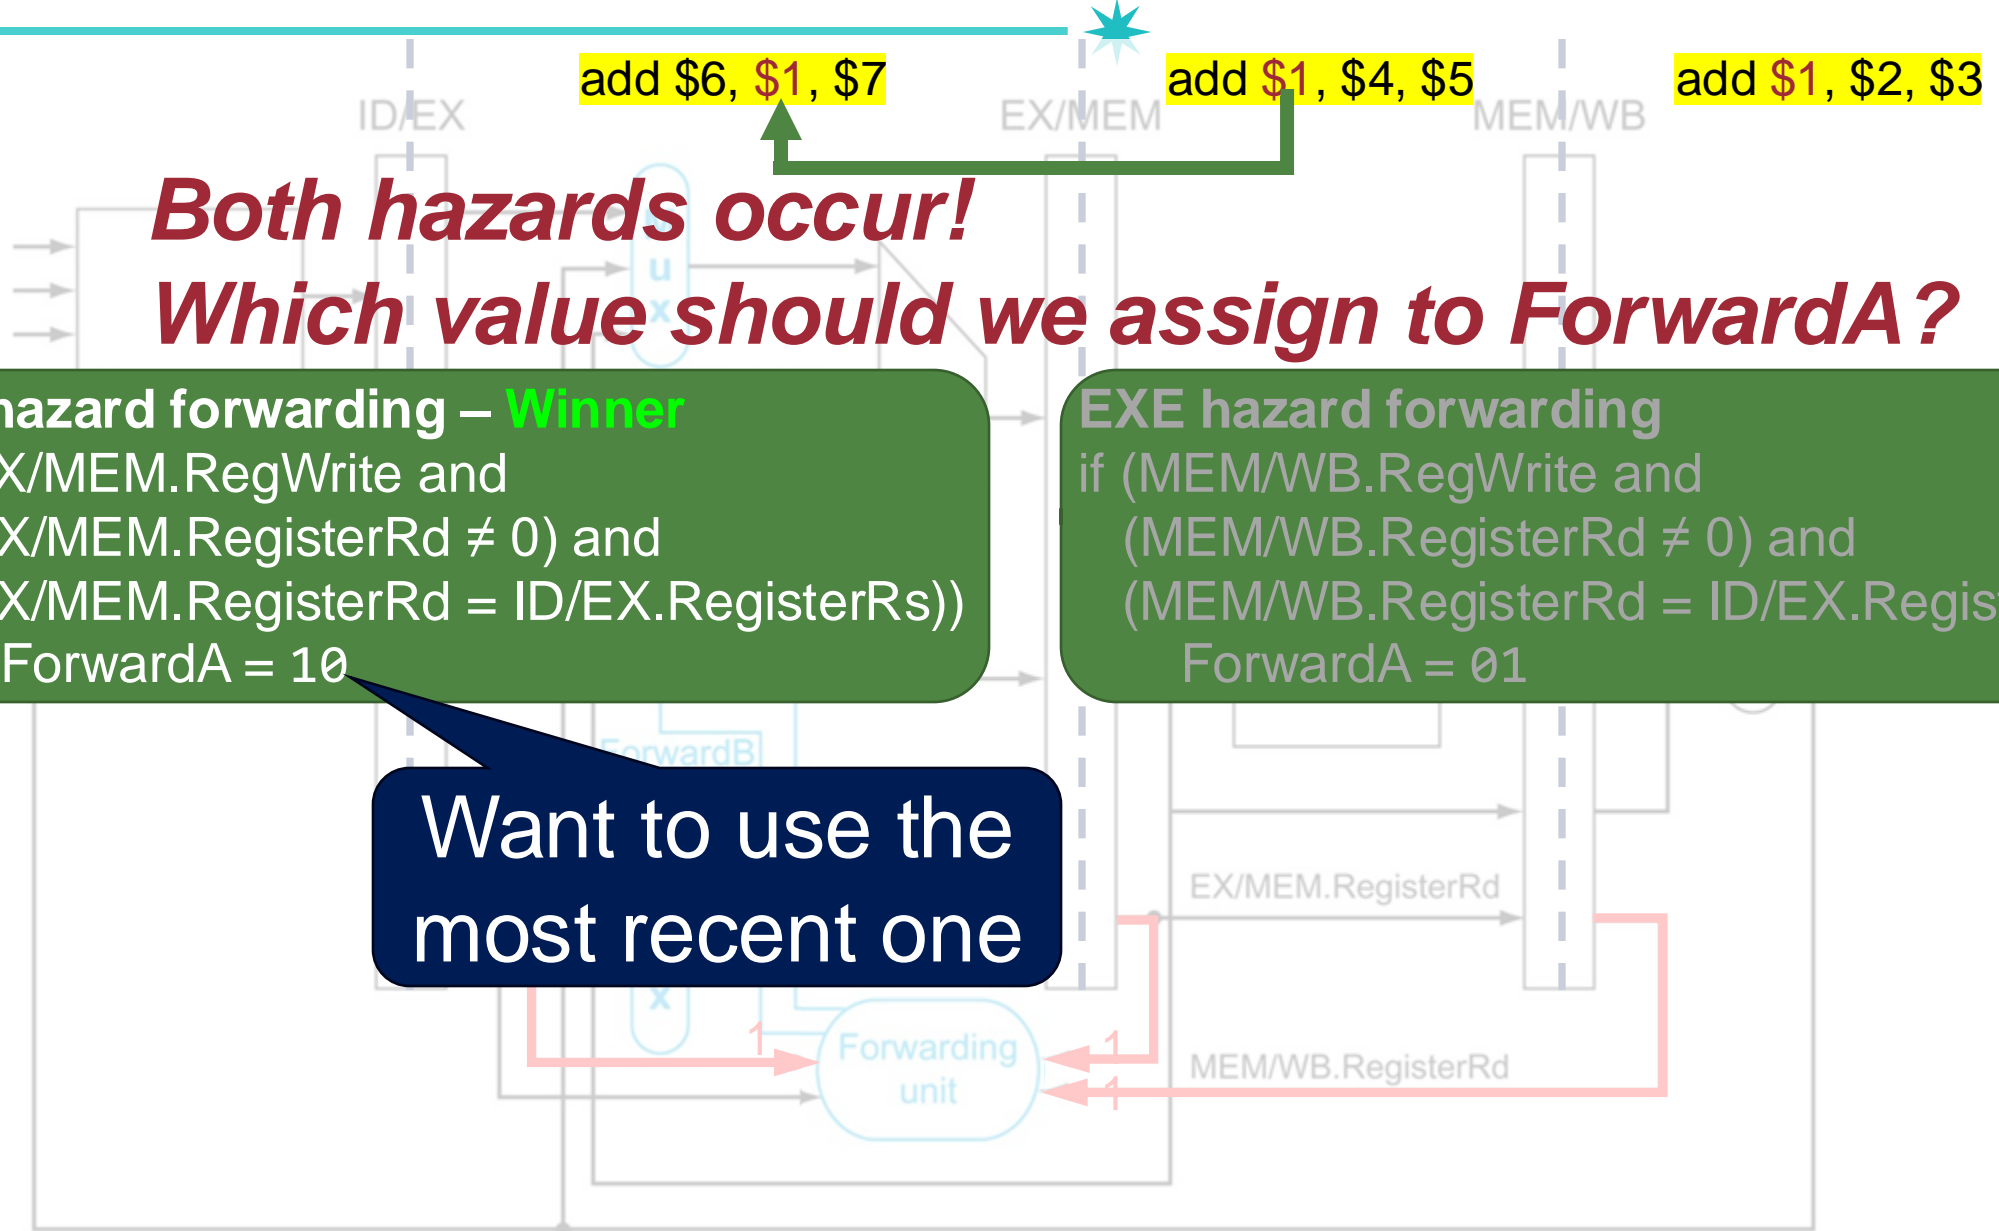 add $6, $1, $7
add $1, $4, $5
add $1, $2, $3
ID/EX
EX/MEM
MEM/WB
Both hazards occur!
u
x
Which value should we assign to ForwardA?
hazard forwarding – Winner
X/MEM.RegWrite and
X/MEM.RegisterRd ≠ 0) and
X/MEM.RegisterRd = ID/EX.RegisterRs))
ForwardA = 10
EXE hazard forwarding
if (MEM/WB.RegWrite and
(MEM/WB.RegisterRd ≠ 0) and
(MEM/WB.RegisterRd = ID/EX.Regis
ForwardA = 01
ForwardB
Want to use the
most recent one
EX/MEM.RegisterRd
x
1
Forwarding
unit
1
1
MEM/WB.RegisterRd